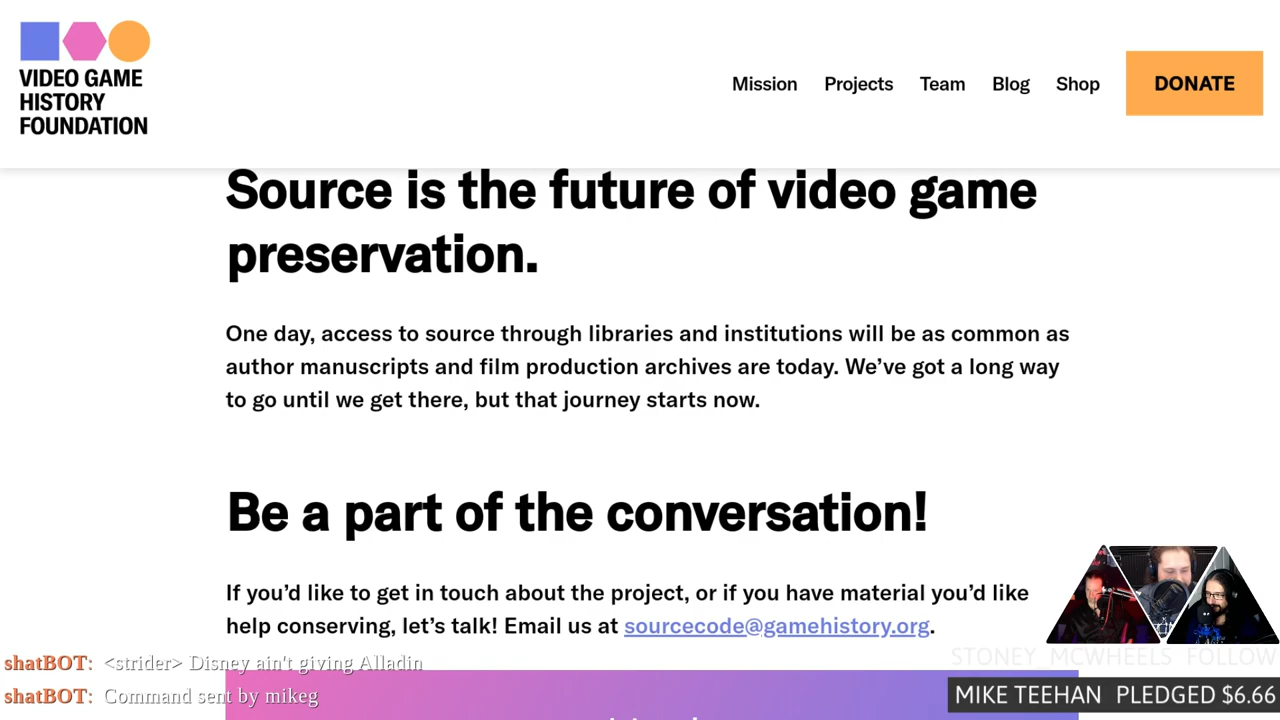 VIDEO GAME
HISTORY
FOUNDATION
Mission Projects Team Blog Shop DONATE
Source is the future of video game
preservation.
One day, access to source through libraries and institutions will be as common as
author manuscripts and film production archives are today. We’ve got a long way
to go until we get there, but that journey starts now.
Be a part of the conversation!
If you’d like to get in touch about the project, or if you have material you’d like
help conserving, let’s talk! Email us at sourcecode@gamehistory.org.
shatBOT: <strider> Disney ain't giving Alladin
shatBOT: Command sent by mikeg
STONEY_MCWHEELS FOLLOW
MIKE TEEHAN PLEDGED $6.66